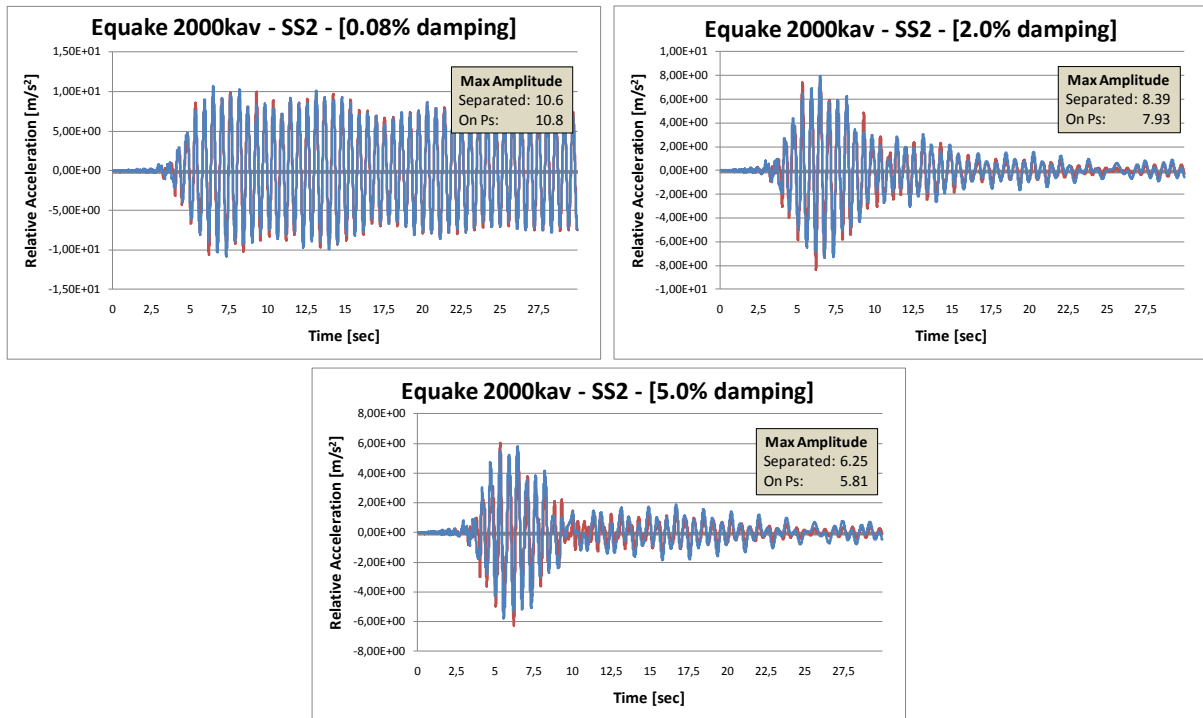 Equake 2000kav - SS2 - [0.08% damping]
Relative Acceleration [m/s²]
1,50E+01
1,00E+01
5,00E+00
0,00E+00
-5,00E+00
-1,00E+01
-1,50E+01
Max Amplitude
Separated: 10.6
On Ps: 10.8
0 2,5 5 7,5 10 12,5 15 17,5 20 22,5 25 27,5
Time [sec]
Equake 2000kav - SS2 - [2.0% damping]
Relative Acceleration [m/s²]
1,00E+01
8,00E+00
6,00E+00
4,00E+00
2,00E+00
0,00E+00
-2,00E+00
-4,00E+00
-6,00E+00
-8,00E+00
-1,00E+01
Max Amplitude
Separated: 8.39
On Ps: 7.93
0 2,5 5 7,5 10 12,5 15 17,5 20 22,5 25 27,5
Time [sec]
Equake 2000kav - SS2 - [5.0% damping]
Relative Acceleration [m/s²]
8,00E+00
6,00E+00
4,00E+00
2,00E+00
0,00E+00
-2,00E+00
-4,00E+00
-6,00E+00
-8,00E+00
Max Amplitude
Separated: 6.25
On Ps: 5.81
0 2,5 5 7,5 10 12,5 15 17,5 20 22,5 25 27,5
Time [sec]